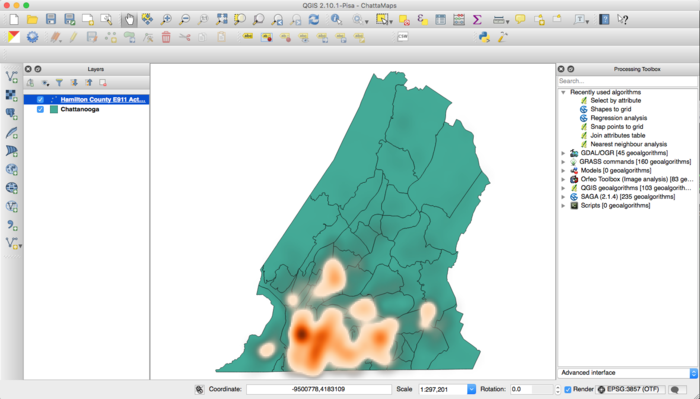 QGIS 2.10.1-Pisa - ChattaMaps
CSW
Layers
Hamilton County E911 Act...
Chattanooga
Processing Toolbox
Search...
Recently used algorithms
Select by attribute
Shapes to grid
Regression analysis
Snap points to grid
Join attributes table
Nearest neighbour analysis
GDAL/OGR [45 geoalgorithms]
GRASS commands [160 geoalgorithms]
Models [0 geoalgorithms]
Orfeo Toolbox (Image analysis) [83 ge...
QGIS geoalgorithms [103 geoalgorith...
SAGA (2.1.4) [235 geoalgorithms]
Scripts [0 geoalgorithms]
Advanced interface
Coordinate: -9500778,4183109 Scale 1:297,201 Rotation: 0.0 Render EPSG:3857 (OTF)